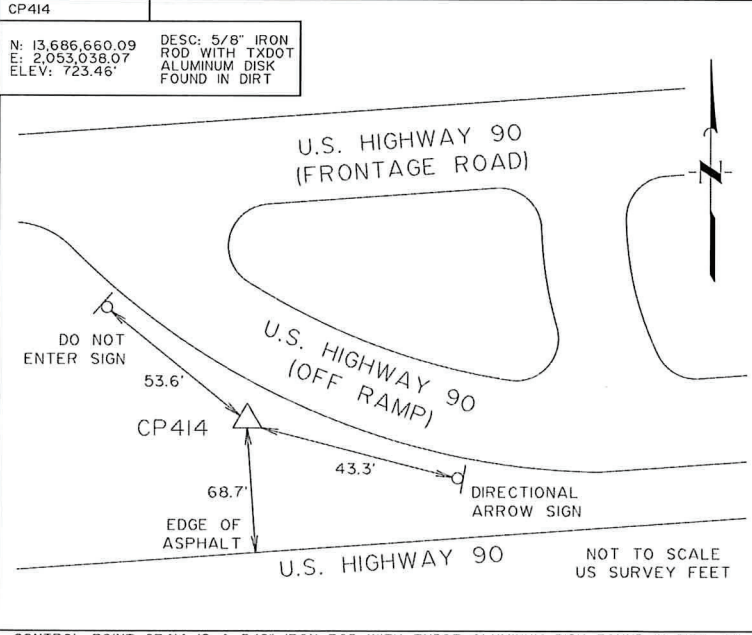 CP414
N: 13,686,660.09
E: 2,053,038.07
ELEV: 723.46'
DESC: 5/8" IRON
ROD WITH TXDOT
ALUMINUM DISK
FOUND IN DIRT
U.S. HIGHWAY 90
(FRONTAGE ROAD)
N
DO NOT
ENTER SIGN
U.S. HIGHWAY 90
(OFF RAMP)
53.6'
CP414
43.3'
68.7'
DIRECTIONAL
ARROW SIGN
EDGE OF
ASPHALT
U.S. HIGHWAY 90
NOT TO SCALE
US SURVEY FEET